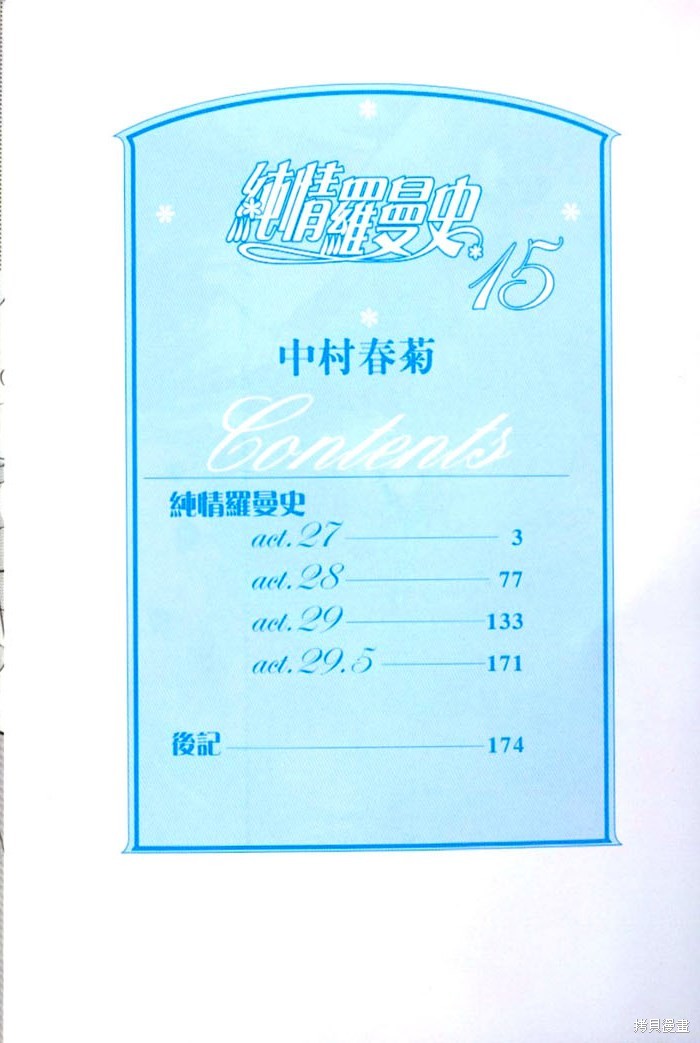 純情羅曼史
15
中村春菊
Contents
純情羅曼史
act.27 3
act.28 77
act.29 133
act.29.5 171
後記 174
拷貝漫畫